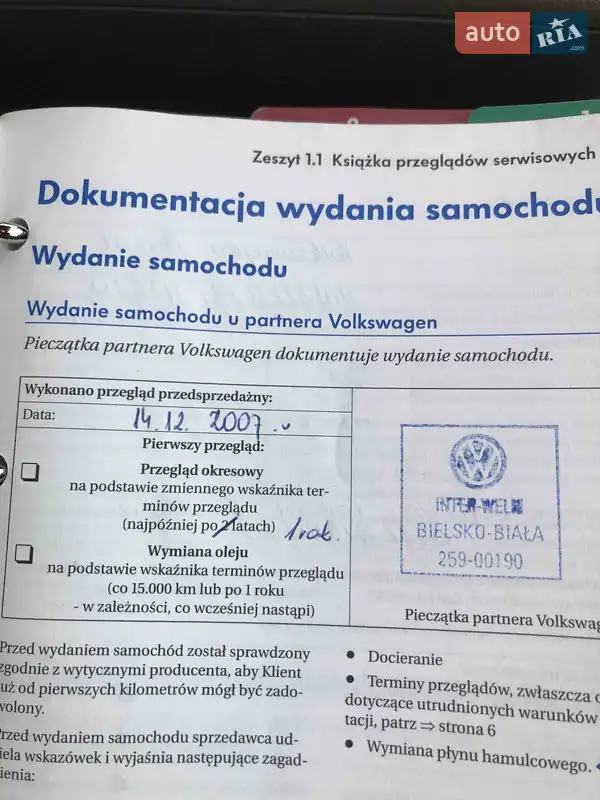 auto RIA .com
Zeszyt 1.1 Książka przeglądów serwisowych
Dokumentacja wydania samochodu
Wydanie samochodu
Wydanie samochodu u partnera Volkswagen
Pieczątka partnera Volkswagen dokumentuje wydanie samochodu.
Wykonano przegląd przedsprzedażny:
Data: 14.12. 2007
Pierwszy przegląd:
Przegląd okresowy
na podstawie zmiennego wskaźnika ter-
minów przeglądu
(najpóźniej po 2 latach) 1 rok.
Wymiana oleju
na podstawie wskaźnika terminów przeglądu
(co 15.000 km lub po 1 roku
- w zależności, co wcześniej nastąpi)
INTER-WELM
BIELSKO-BIAŁA
259-00190
Pieczątka partnera Volkswag
Przed wydaniem samochód został sprawdzony
zgodnie z wytycznymi producenta, aby Klient
uż od pierwszych kilometrów mógł być zado-
wolony.
Przed wydaniem samochodu sprzedawca ud-
iela wskazówek i wyjaśnia następujące zagad-
ienia:
• Docieranie
• Terminy przeglądów, zwłaszcza
dotyczące utrudnionych warunków
tacji, patrz ⇒ strona 6
• Wymiana płynu hamulcowego.